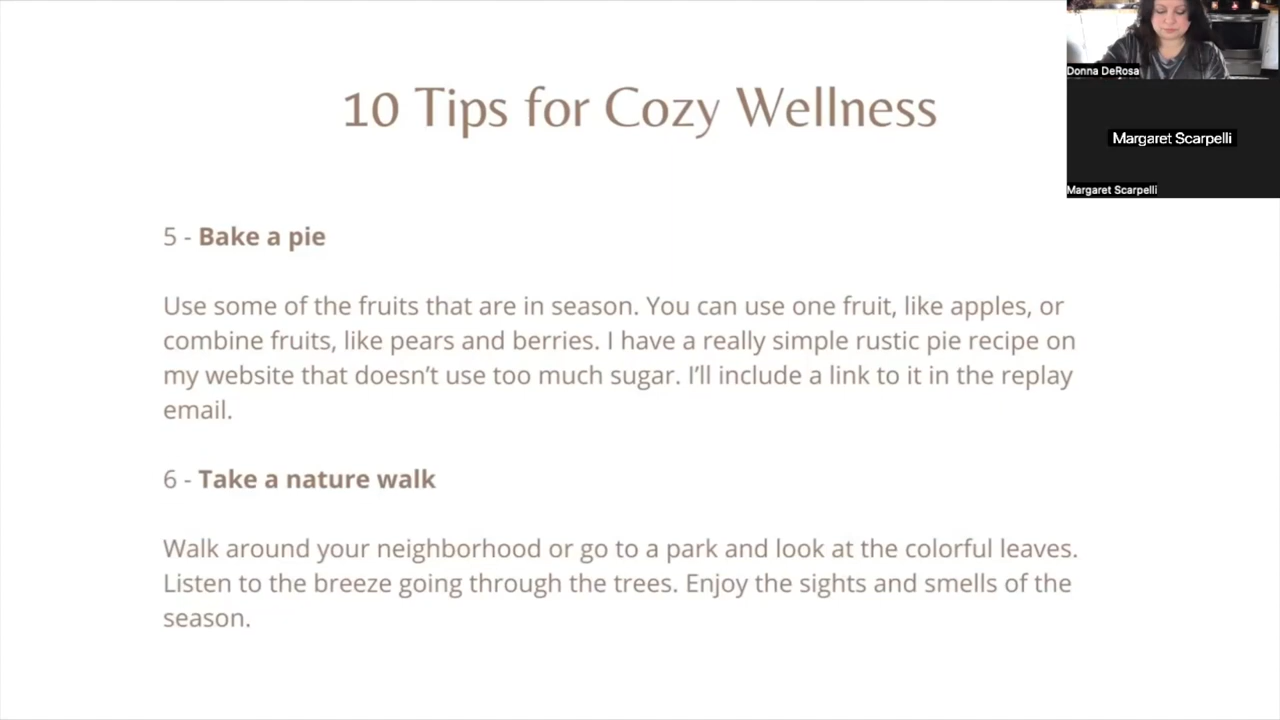 10 Tips for Cozy Wellness
Donna DeRosa
Margaret Scarpelli
Margaret Scarpelli
5 - Bake a pie
Use some of the fruits that are in season. You can use one fruit, like apples, or
combine fruits, like pears and berries. I have a really simple rustic pie recipe on
my website that doesn’t use too much sugar. I’ll include a link to it in the replay
email.
6 - Take a nature walk
Walk around your neighborhood or go to a park and look at the colorful leaves.
Listen to the breeze going through the trees. Enjoy the sights and smells of the
season.